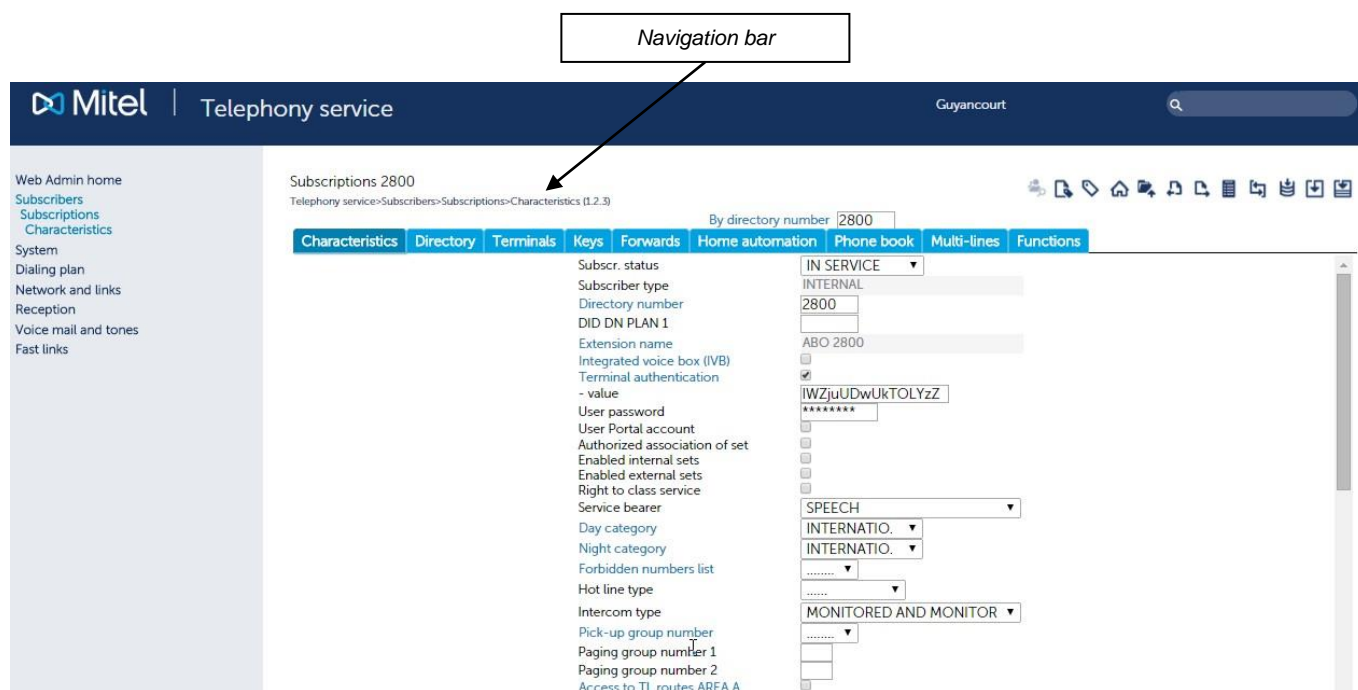 Navigation bar
Mitel | Telephony service
Guyancourt
Web Admin home
Subscribers
Subscriptions
Characteristics
System
Dialing plan
Network and links
Reception
Voice mail and tones
Fast links
Subscriptions 2800
Telephony service>Subscribers>Subscriptions>Characteristics (1.2.3)
By directory number 2800
Characteristics Directory Terminals Keys Forwards Home automation Phone book Multi-lines Functions
Subscr. status IN SERVICE
Subscriber type INTERNAL
Directory number 2800
DID DN PLAN 1
Extension name ABO 2800
Integrated voice box (IVB)
Terminal authentication
- value IWZjuUDwUkTOLYzZ
User password ********
User Portal account
Authorized association of set
Enabled internal sets
Enabled external sets
Right to class service
Service bearer SPEECH
Day category INTERNATIO.
Night category INTERNATIO.
Forbidden numbers list ........
Hot line type ......
Intercom type MONITORED AND MONITOR
Pick-up group number ........
Paging group number 1
Paging group number 2
Access to TL routes AREA A